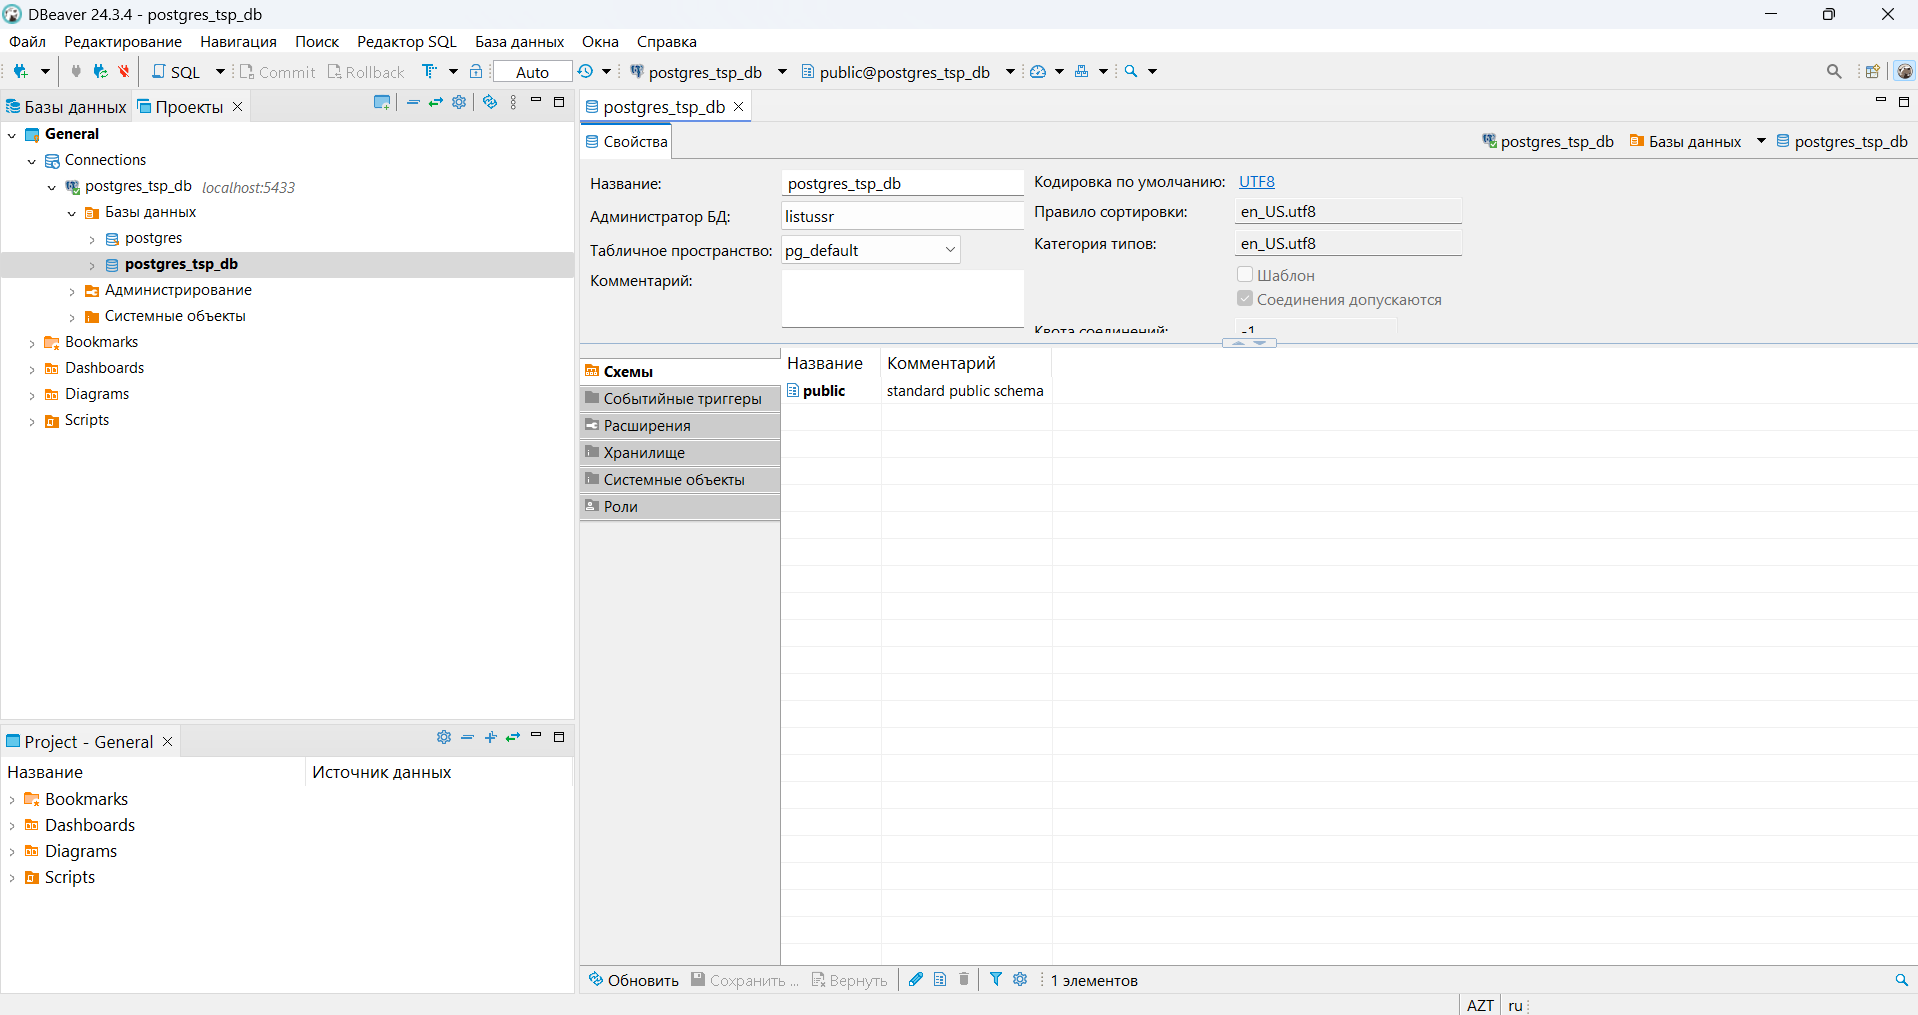 DBeaver 24.3.4 - postgres_tsp_db
Файл Редактирование Навигация Поиск Редактор SQL База данных Окна Справка
SQL Commit Rollback Auto postgres_tsp_db public@postgres_tsp_db
Базы данных Проекты
General
Connections
postgres_tsp_db localhost:5433
Базы данных
postgres
postgres_tsp_db
Администрирование
Системные объекты
Bookmarks
Dashboards
Diagrams
Scripts
Project - General
Название Источник данных
Bookmarks
Dashboards
Diagrams
Scripts
postgres_tsp_db
Свойства postgres_tsp_db Базы данных postgres_tsp_db
Название: postgres_tsp_db
Администратор БД: listussr
Табличное пространство: pg_default
Комментарий:
Кодировка по умолчанию: UTF8
Правило сортировки: en_US.utf8
Категория типов: en_US.utf8
Шаблон
Соединения допускаются
Квота соединений: -1
Схемы
Событийные триггеры
Расширения
Хранилище
Системные объекты
Роли
Название Комментарий
public standard public schema
Обновить Сохранить ... Вернуть 1 элементов
AZT ru